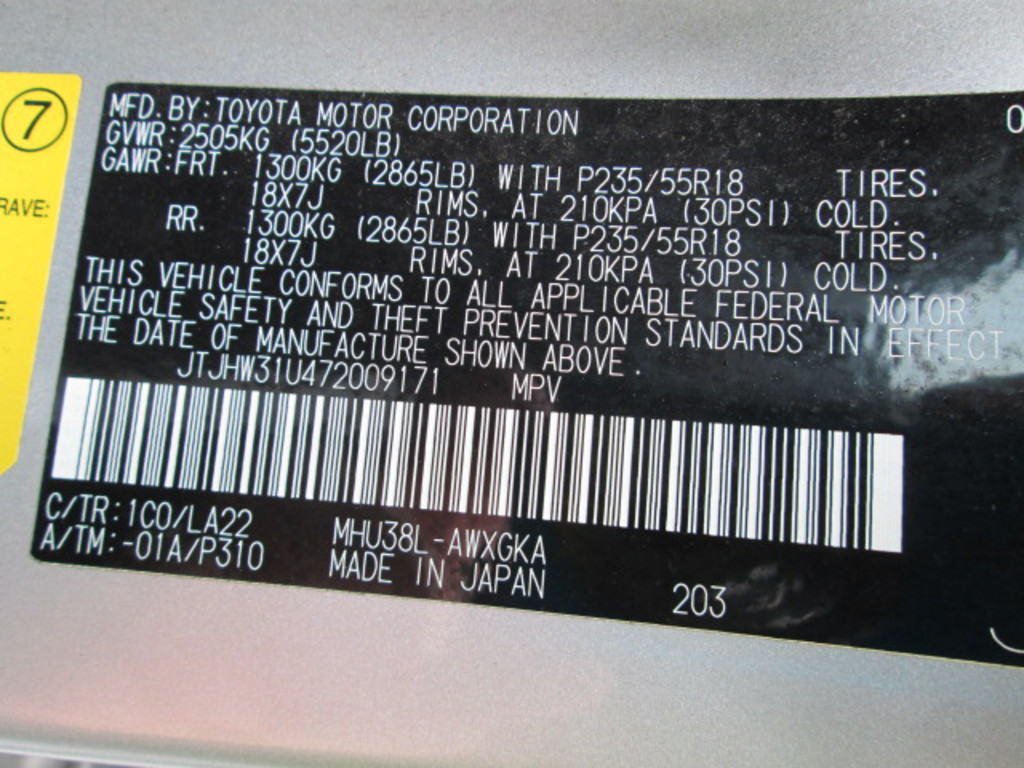 7
RAVE:
E.
MFD. BY: TOYOTA MOTOR CORPORATION
GVWR: 2505KG (5520LB)
GAWR: FRT. 1300KG (2865LB) WITH P235/55R18 TIRES,
18X7J RIMS, AT 210KPA (30PSI) COLD.
RR. 1300KG (2865LB) WITH P235/55R18 TIRES,
18X7J RIMS, AT 210KPA (30PSI) COLD.
THIS VEHICLE CONFORMS TO ALL APPLICABLE FEDERAL MOTOR
VEHICLE SAFETY AND THEFT PREVENTION STANDARDS IN EFFECT
THE DATE OF MANUFACTURE SHOWN ABOVE.
JTJHW31U472009171 MPV
C/TR: 1C0/LA22 MHU38L-AWXGKA
A/TM: -01A/P310 MADE IN JAPAN
203